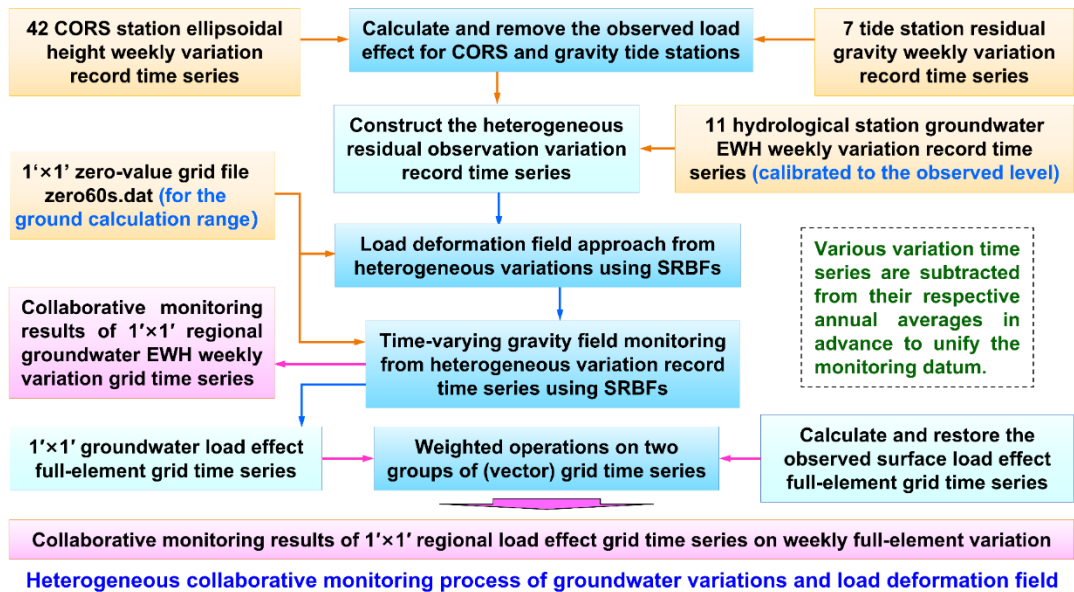 42 CORS station ellipsoidal
height weekly variation
record time series
Calculate and remove the observed load
effect for CORS and gravity tide stations
7 tide station residual
gravity weekly variation
record time series
Construct the heterogeneous
residual observation variation
record time series
11 hydrological station groundwater
EWH weekly variation record time
series (calibrated to the observed level)
1‘×1’ zero-value grid file
zero60s.dat (for the
ground calculation range)
Load deformation field approach from
heterogeneous variations using SRBFs
Various variation time
series are subtracted
from their respective
annual averages in
advance to unify the
monitoring datum.
Collaborative monitoring
results of 1′×1′ regional
groundwater EWH weekly
variation grid time series
Time-varying gravity field monitoring
from heterogeneous variation record
time series using SRBFs
1′×1′ groundwater load effect
full-element grid time series
Weighted operations on two
groups of (vector) grid time series
Calculate and restore the
observed surface load effect
full-element grid time series
Collaborative monitoring results of 1′×1′ regional load effect grid time series on weekly full-element variation
Heterogeneous collaborative monitoring process of groundwater variations and load deformation field